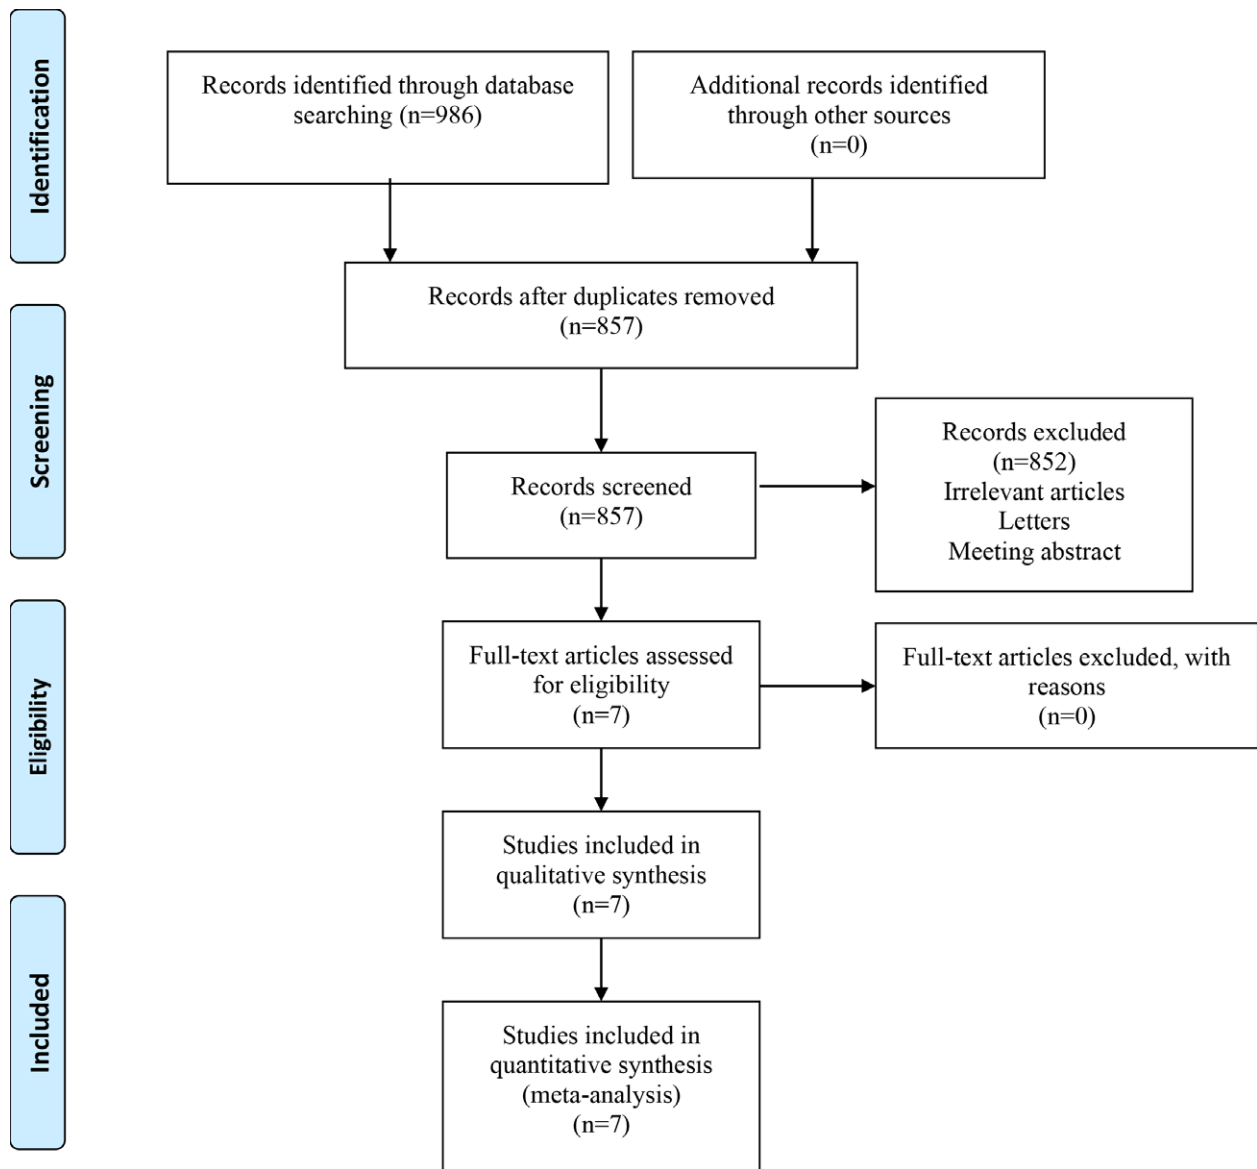 Identification
Records identified through database
searching (n=986)
Additional records identified
through other sources
(n=0)
Records after duplicates removed
(n=857)
Screening
Records screened
(n=857)
Records excluded
(n=852)
Irrelevant articles
Letters
Meeting abstract
Eligibility
Full-text articles assessed
for eligibility
(n=7)
Full-text articles excluded, with
reasons
(n=0)
Studies included in
qualitative synthesis
(n=7)
Included
Studies included in
quantitative synthesis
(meta-analysis)
(n=7)